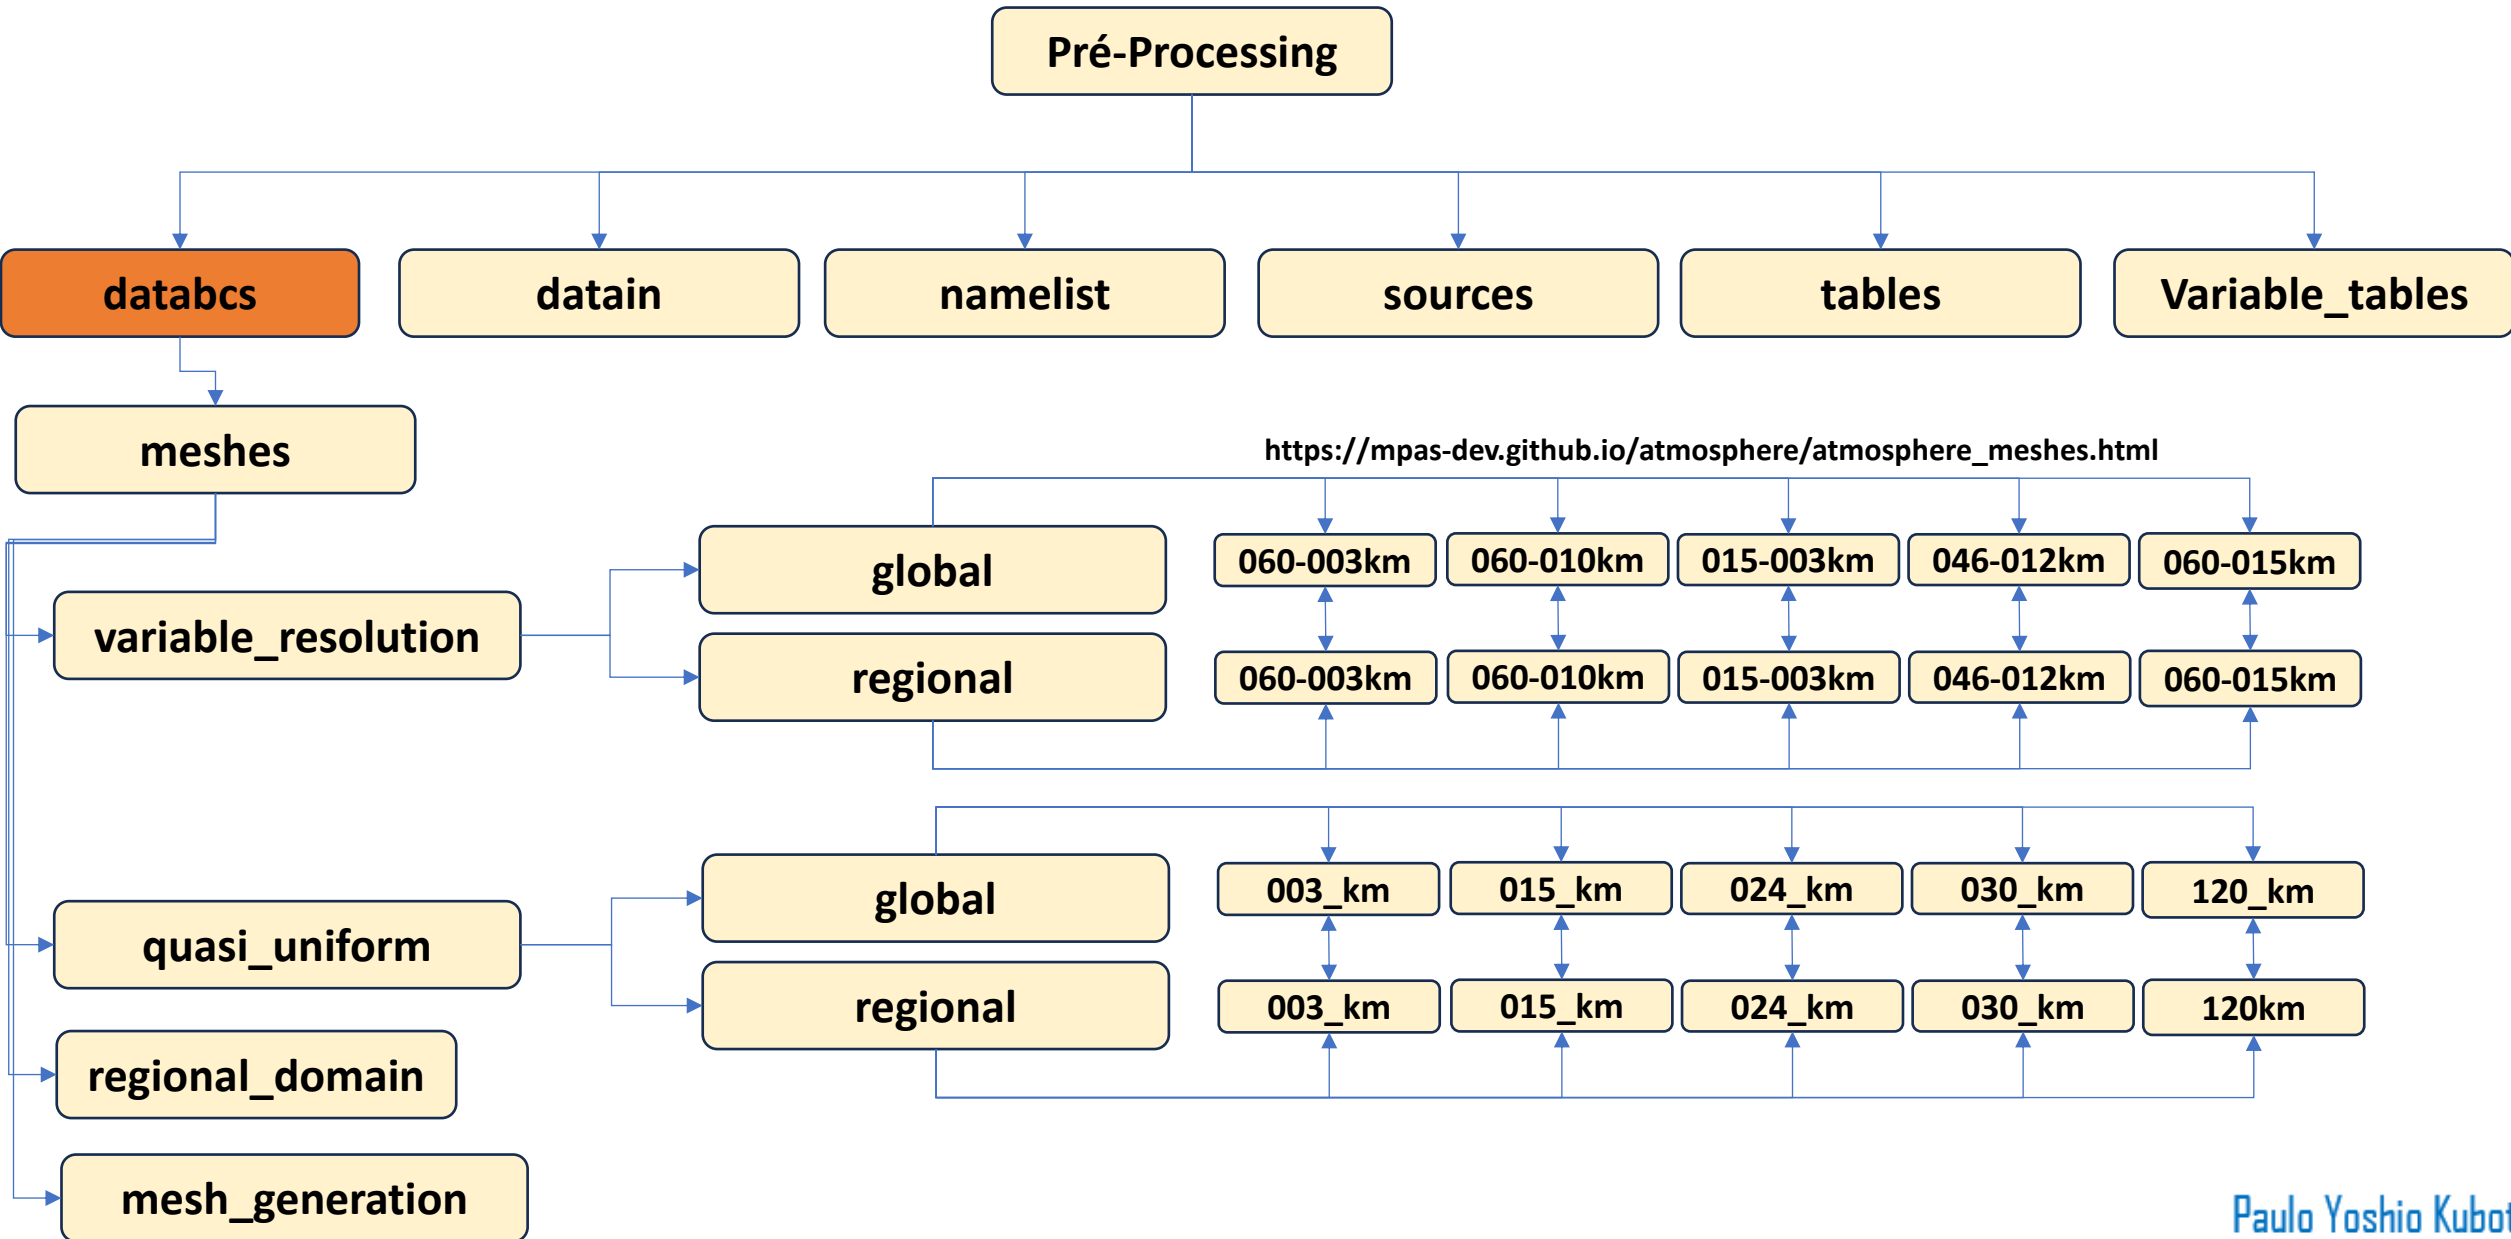 Pré-Processing
databcs
datain
namelist
sources
tables
Variable_tables
meshes
https://mpas-dev.github.io/atmosphere/atmosphere_meshes.html
variable_resolution
global
060-003km
060-010km
015-003km
046-012km
060-015km
regional
060-003km
060-010km
015-003km
046-012km
060-015km
quasi_uniform
global
003_km
015_km
024_km
030_km
120_km
regional
003_km
015_km
024_km
030_km
120km
regional_domain
mesh_generation
Paulo Yoshio Kubot